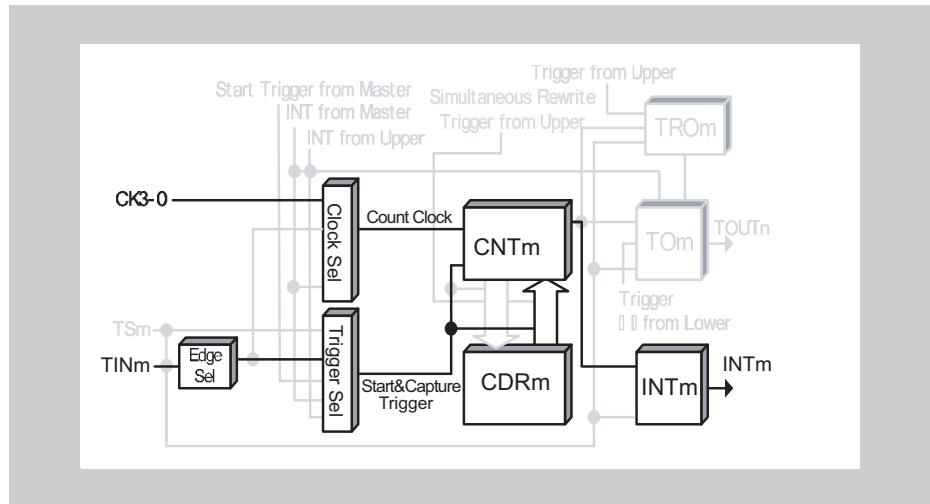 Trigger from Upper
Start Trigger from Master
Simultaneous Rewrite
INT from Master
Trigger from Upper
INT from Upper
TROm
CK3-0
Clock Sel
Count Clock
CNTm
TOm
TOUTn
Trigger
from Lower
TSm
TINm
Edge
Sel
Trigger Sel
Start&Capture
Trigger
CDRm
INTm
INTm